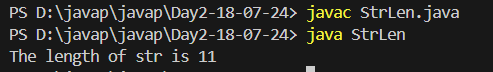 PS D:\javap\javap\Day2-18-07-24> javac StrLen.java
PS D:\javap\javap\Day2-18-07-24> java StrLen
The length of str is 11